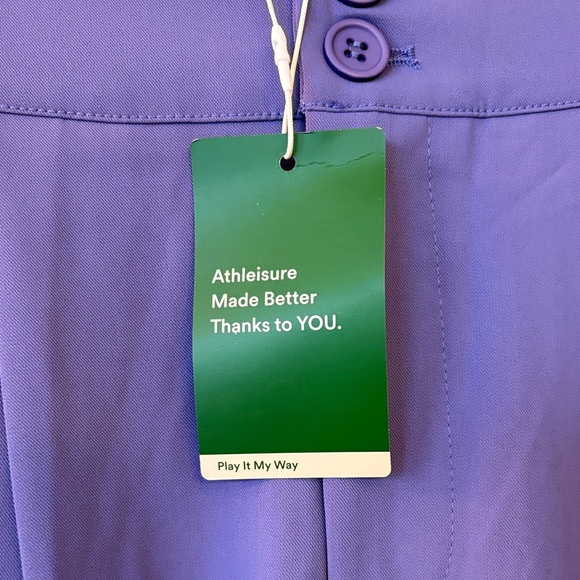 Athleisure
Made Better
Thanks to YOU.
Play It My Way